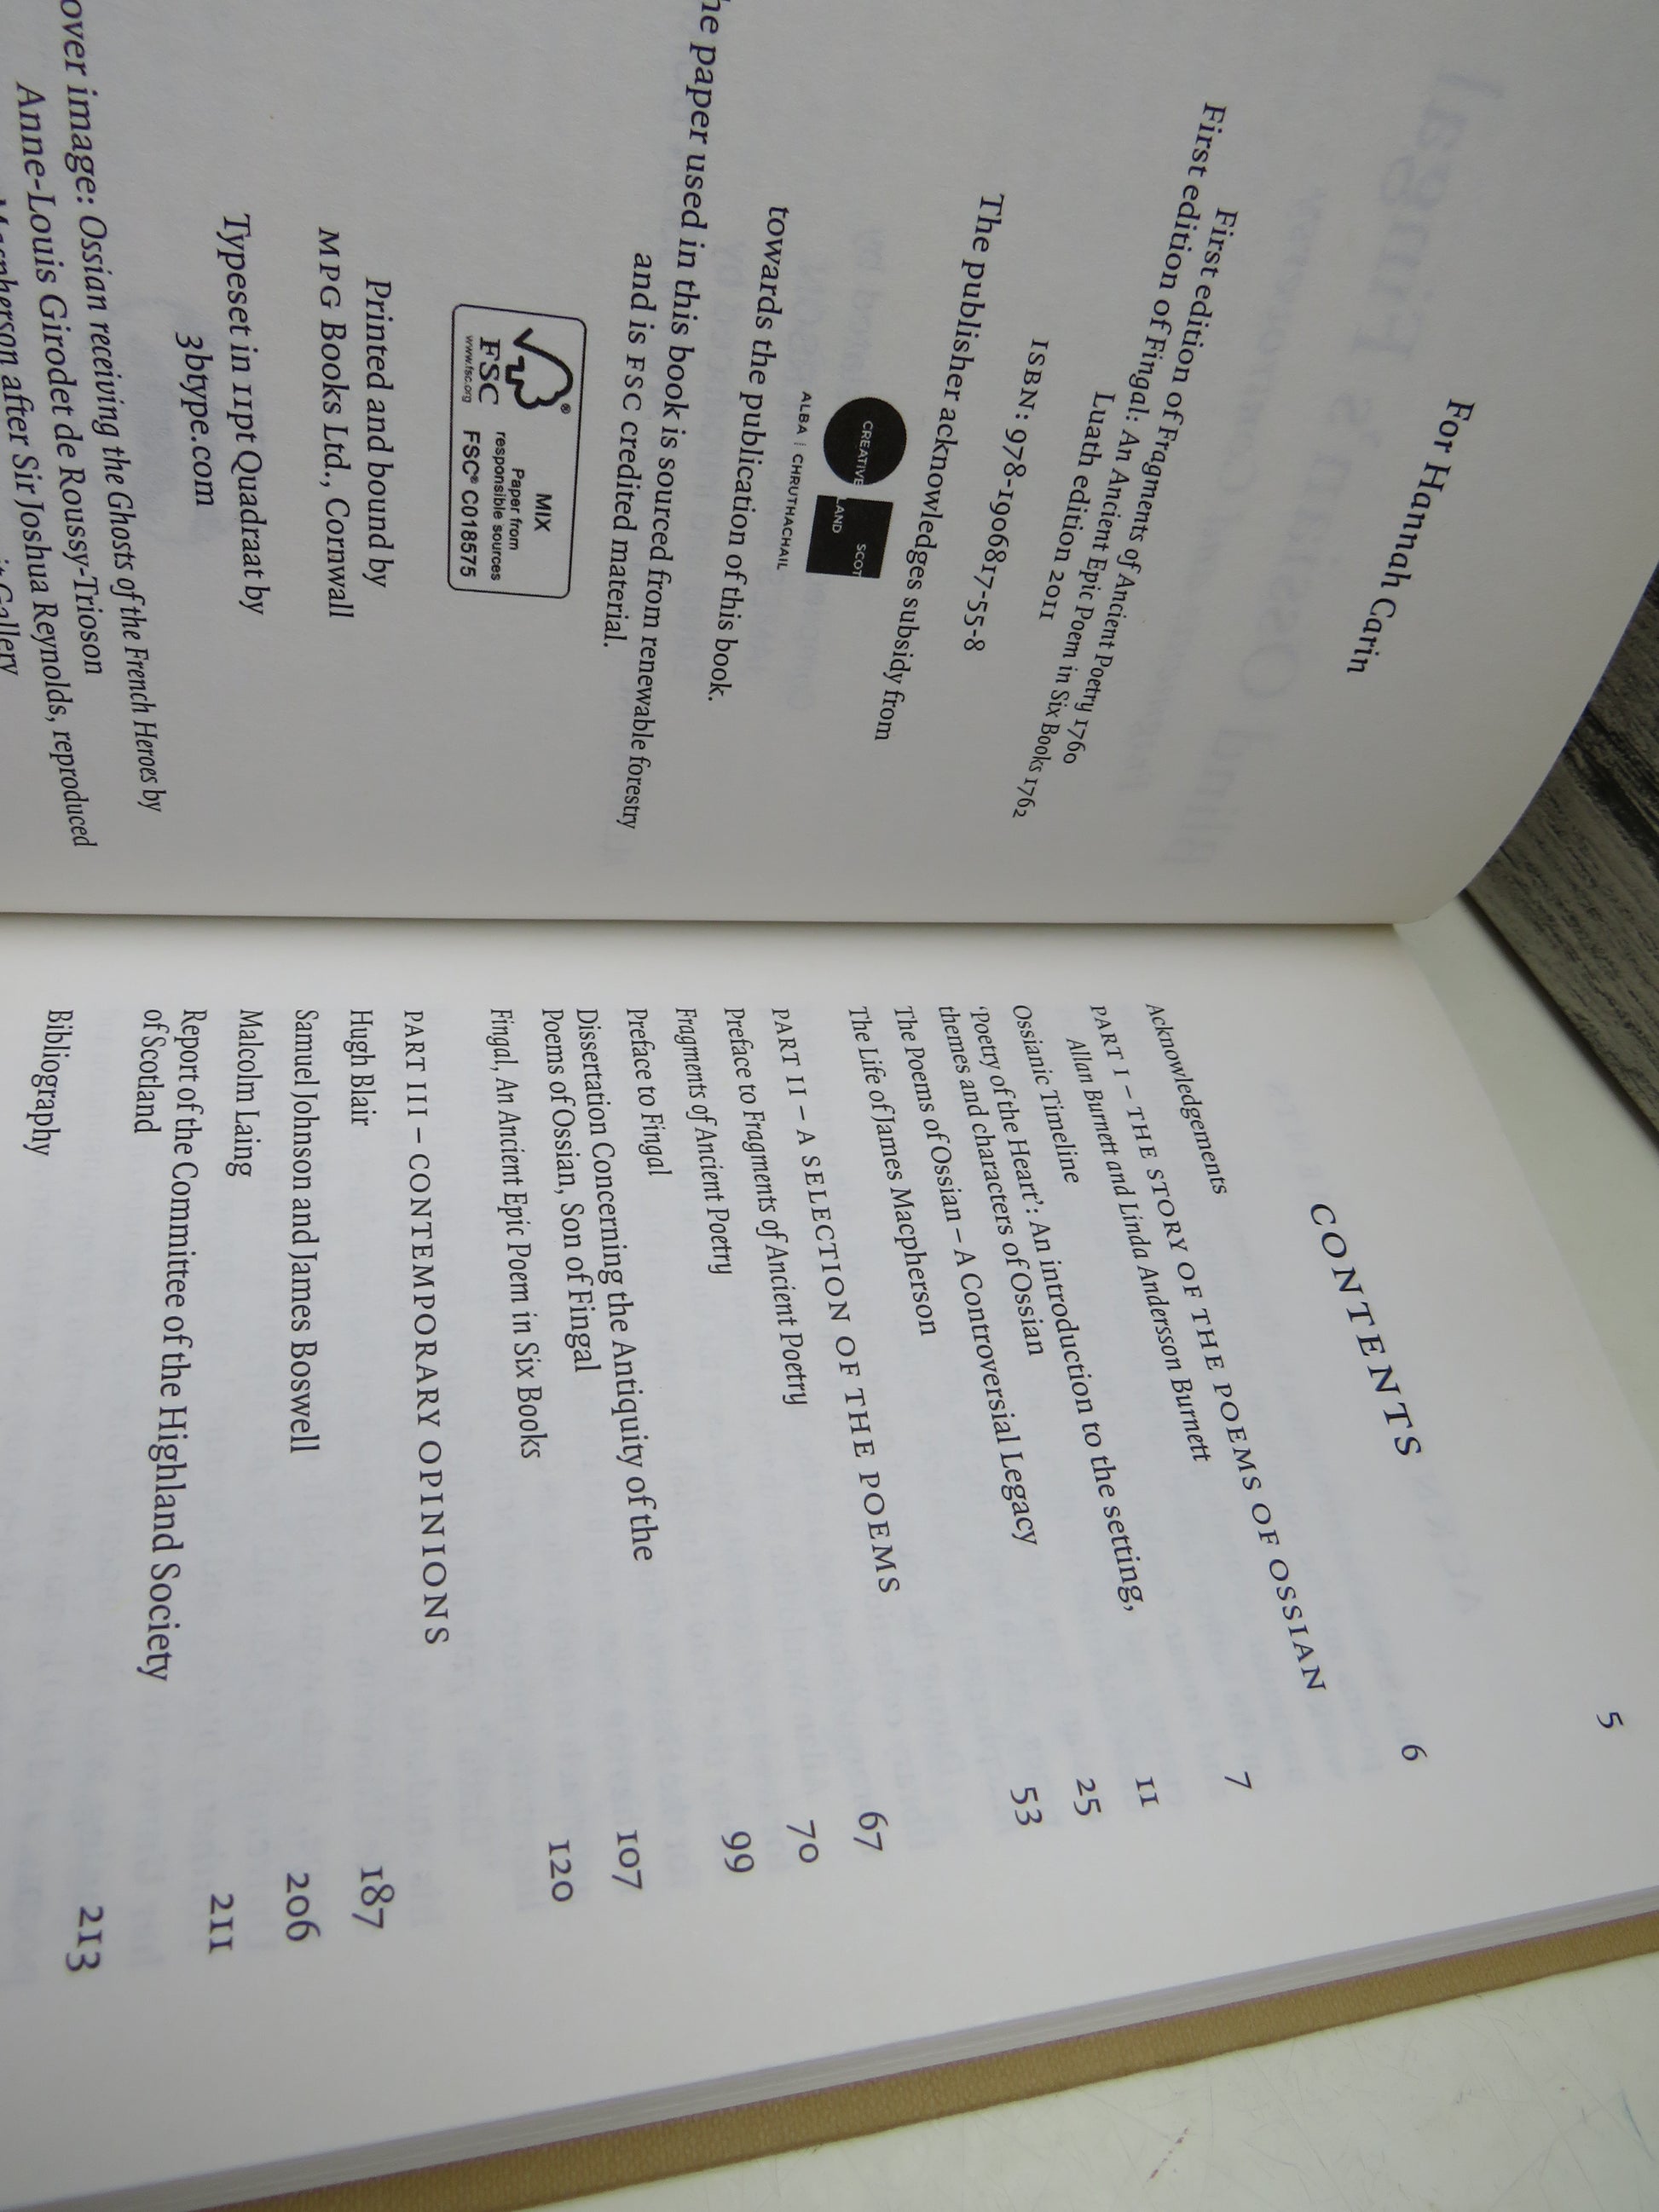 For Hannah Carin
First edition of Fragments of Ancient Poetry 1760
First edition of Fingal: An Ancient Epic Poem in Six Books 1762
Luath edition 2011
ISBN: 978-1906817-55-8
The publisher acknowledges subsidy from
CREATIVE SCOT
LAND
ALBA | CHRUTHACHAIL
towards the publication of this book.
he paper used in this book is sourced from renewable forestry
and is FSC credited material.
®
FSC
www.fsc.org
MIX
Paper from
responsible sources
FSC® C018575
Printed and bound by
MPG Books Ltd., Cornwall
Typeset in 11pt Quadraat by
3btype.com
over image: Ossian receiving the Ghosts of the French Heroes by
Anne-Louis Girodet de Roussy-Trioson
Macpherson after Sir Joshua Reynolds, reproduced
Gallery
5
CONTENTS
Acknowledgements 6
PART I – THE STORY OF THE POEMS OF OSSIAN
Allan Burnett and Linda Andersson Burnett
Ossianic Timeline 7
'Poetry of the Heart': An introduction to the setting,
themes and characters of Ossian 11
The Poems of Ossian – A Controversial Legacy 25
The Life of James Macpherson 53
PART II – A SELECTION OF THE POEMS
Preface to Fragments of Ancient Poetry 67
Fragments of Ancient Poetry 70
Preface to Fingal 99
Dissertation Concerning the Antiquity of the
Poems of Ossian, Son of Fingal 107
Fingal, An Ancient Epic Poem in Six Books 120
PART III – CONTEMPORARY OPINIONS
Hugh Blair 187
Samuel Johnson and James Boswell 206
Malcolm Laing 211
Report of the Committee of the Highland Society
of Scotland 213
Bibliography